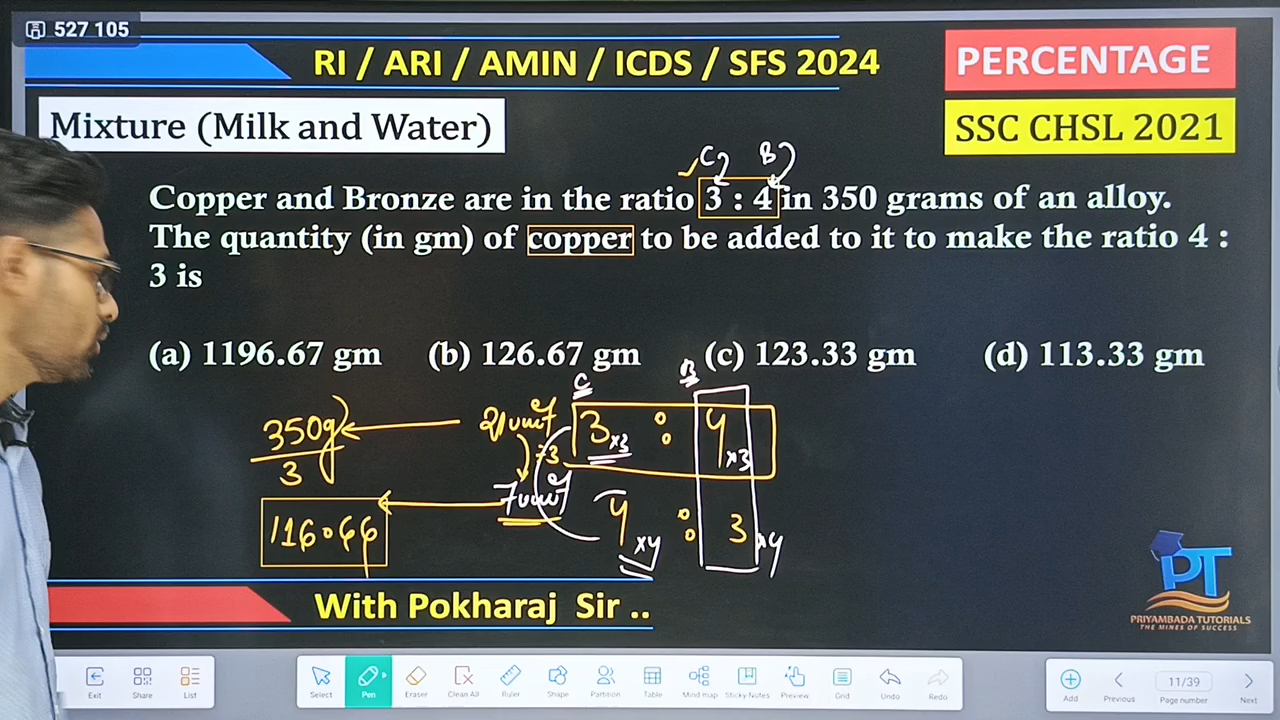 527 105
RI / ARI / AMIN / ICDS / SFS 2024
PERCENTAGE
Mixture (Milk and Water)
SSC CHSL 2021
C B
Copper and Bronze are in the ratio 3 : 4 in 350 grams of an alloy.
The quantity (in gm) of copper to be added to it to make the ratio 4 :
3 is
(a) 1196.67 gm (b) 126.67 gm (c) 123.33 gm (d) 113.33 gm
C B
350g 21 unit 3 ×3 : 4 ×3
3 ÷3
116.66 7 unit 4 ×4 : 3 ×4
With Pokharaj Sir ..
PT
PRIYAMBADA TUTORIALS
THE MINES OF SUCCESS
Exit Share List Select Pen Eraser Clean All Ruler Shape Partition Table Mind map Sticky Notes Preview Grid Undo Redo Add Previous 11/39 Page number Next